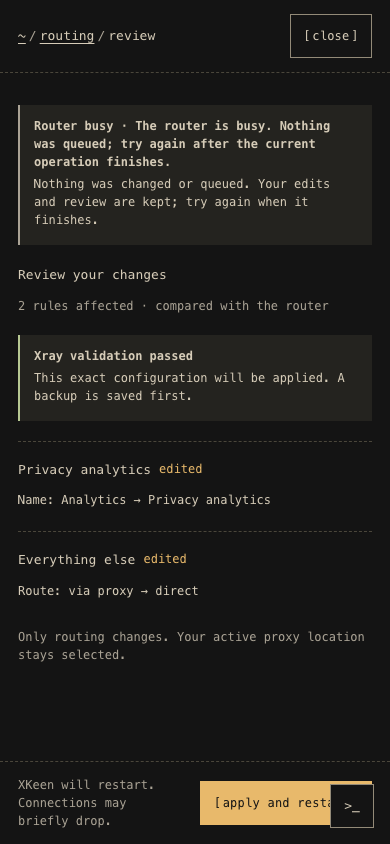 ~/routing/review
[close]
Router busy · The router is busy. Nothing
was queued; try again after the current
operation finishes.
Nothing was changed or queued. Your edits
and review are kept; try again when it
finishes.
Review your changes
2 rules affected · compared with the router
Xray validation passed
This exact configuration will be applied. A
backup is saved first.
Privacy analytics edited
Name: Analytics → Privacy analytics
Everything else edited
Route: via proxy → direct
Only routing changes. Your active proxy location
stays selected.
XKeen will restart.
Connections may
briefly drop.
[apply and resta
>_